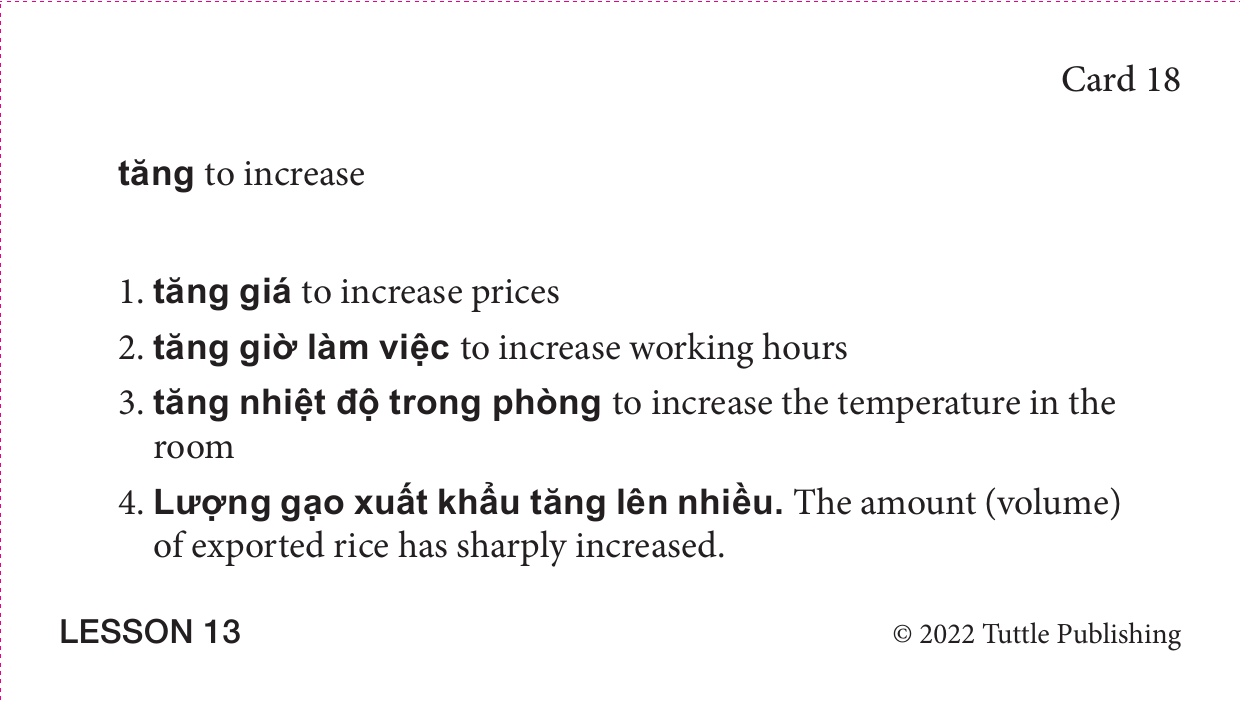 Card 18
tăng to increase
1. tăng giá to increase prices
2. tăng giờ làm việc to increase working hours
3. tăng nhiệt độ trong phòng to increase the temperature in the
room
4. Lượng gạo xuất khẩu tăng lên nhiều. The amount (volume)
of exported rice has sharply increased.
LESSON 13
© 2022 Tuttle Publishing